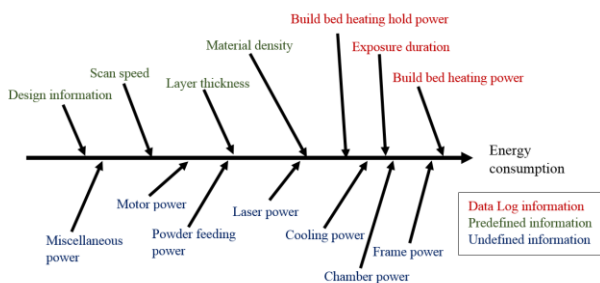 Build bed heating hold power
Material density
Exposure duration
Scan speed
Build bed heating power
Layer thickness
Design information
Energy
consumption
Motor power
Laser power
Miscellaneous
power
Powder feeding
power
Cooling power
Frame power
Chamber power
Data Log information
Predefined information
Undefined information